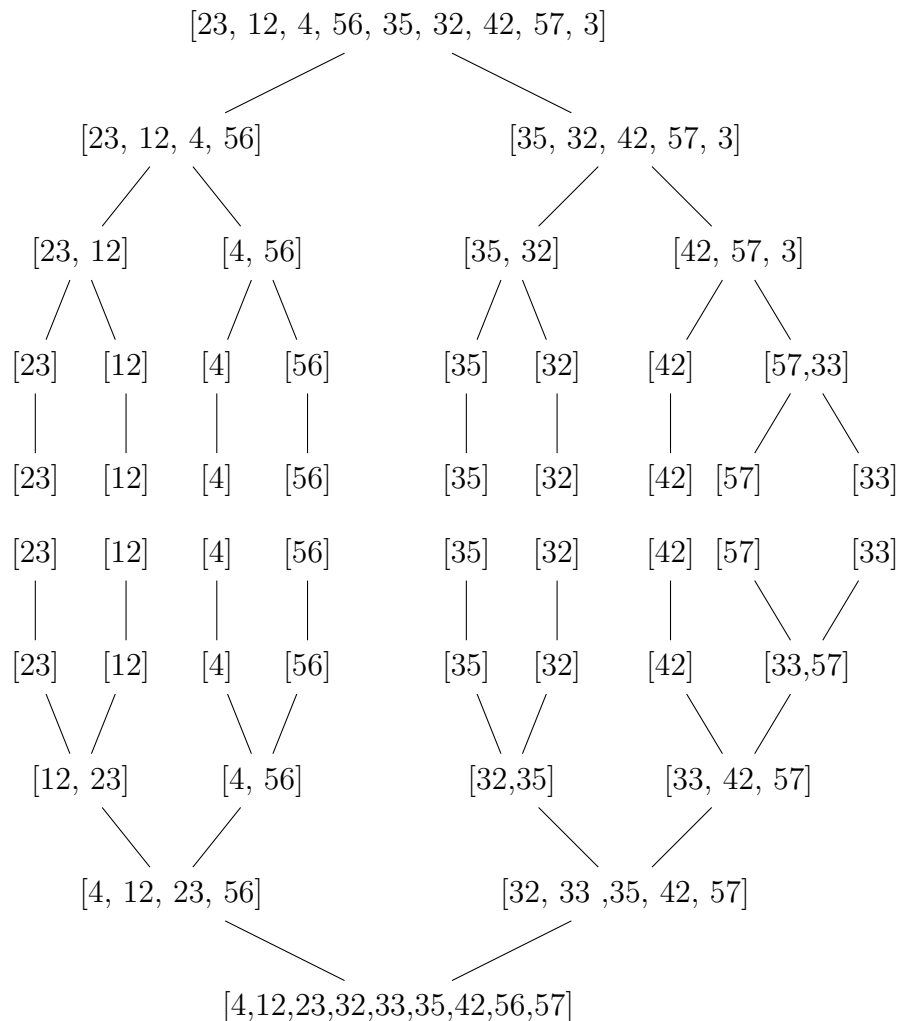 [23, 12, 4, 56, 35, 32, 42, 57, 3]
[23, 12, 4, 56] [35, 32, 42, 57, 3]
[23, 12] [4, 56] [35, 32] [42, 57, 3]
[23] [12] [4] [56] [35] [32] [42] [57,33]
[23] [12] [4] [56] [35] [32] [42] [57] [33]
[23] [12] [4] [56] [35] [32] [42] [57] [33]
[23] [12] [4] [56] [35] [32] [42] [33,57]
[12, 23] [4, 56] [32,35] [33, 42, 57]
[4, 12, 23, 56] [32, 33 ,35, 42, 57]
[4,12,23,32,33,35,42,56,57]